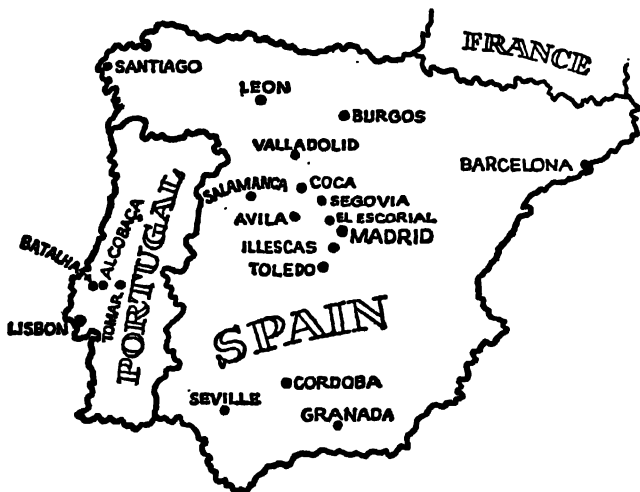 FRANCE
SANTIAGO
LEON
BURGOS
VALLADOLID
BARCELONA
SALAMANCA
COCA
SEGOVIA
AVILA
EL ESCORIAL
MADRID
ILLESCAS
TOLEDO
PORTUGAL
BATALHA
ALCOBAÇA
TOMAR
LISBON
SPAIN
CORDOBA
SEVILLE
GRANADA